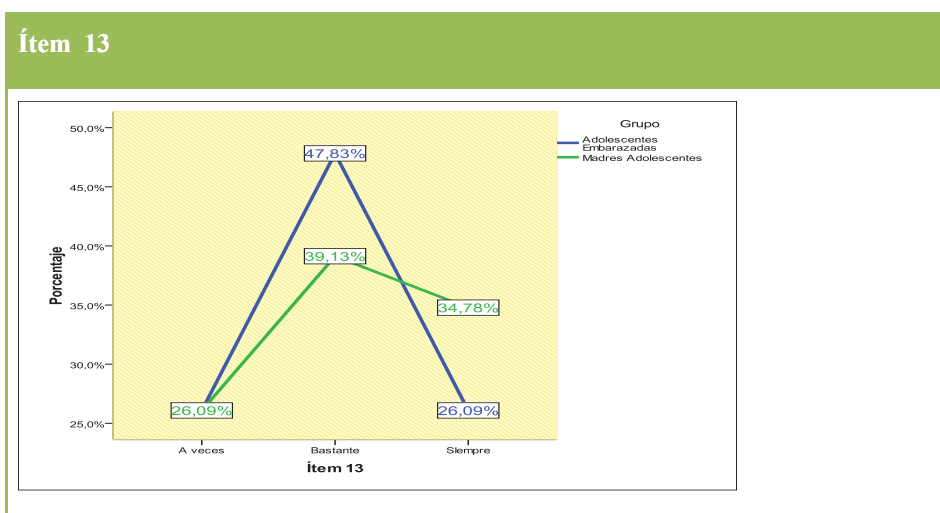 Ítem 13
Grupo
Adolescentes
Embarazadas
Madres Adolescentes
Porcentaje
50,0%
45,0%
40,0%
35,0%
30,0%
25,0%
47,83%
39,13%
34,78%
26,09%
26,09%
A veces
Bastante
Siempre
Ítem 13